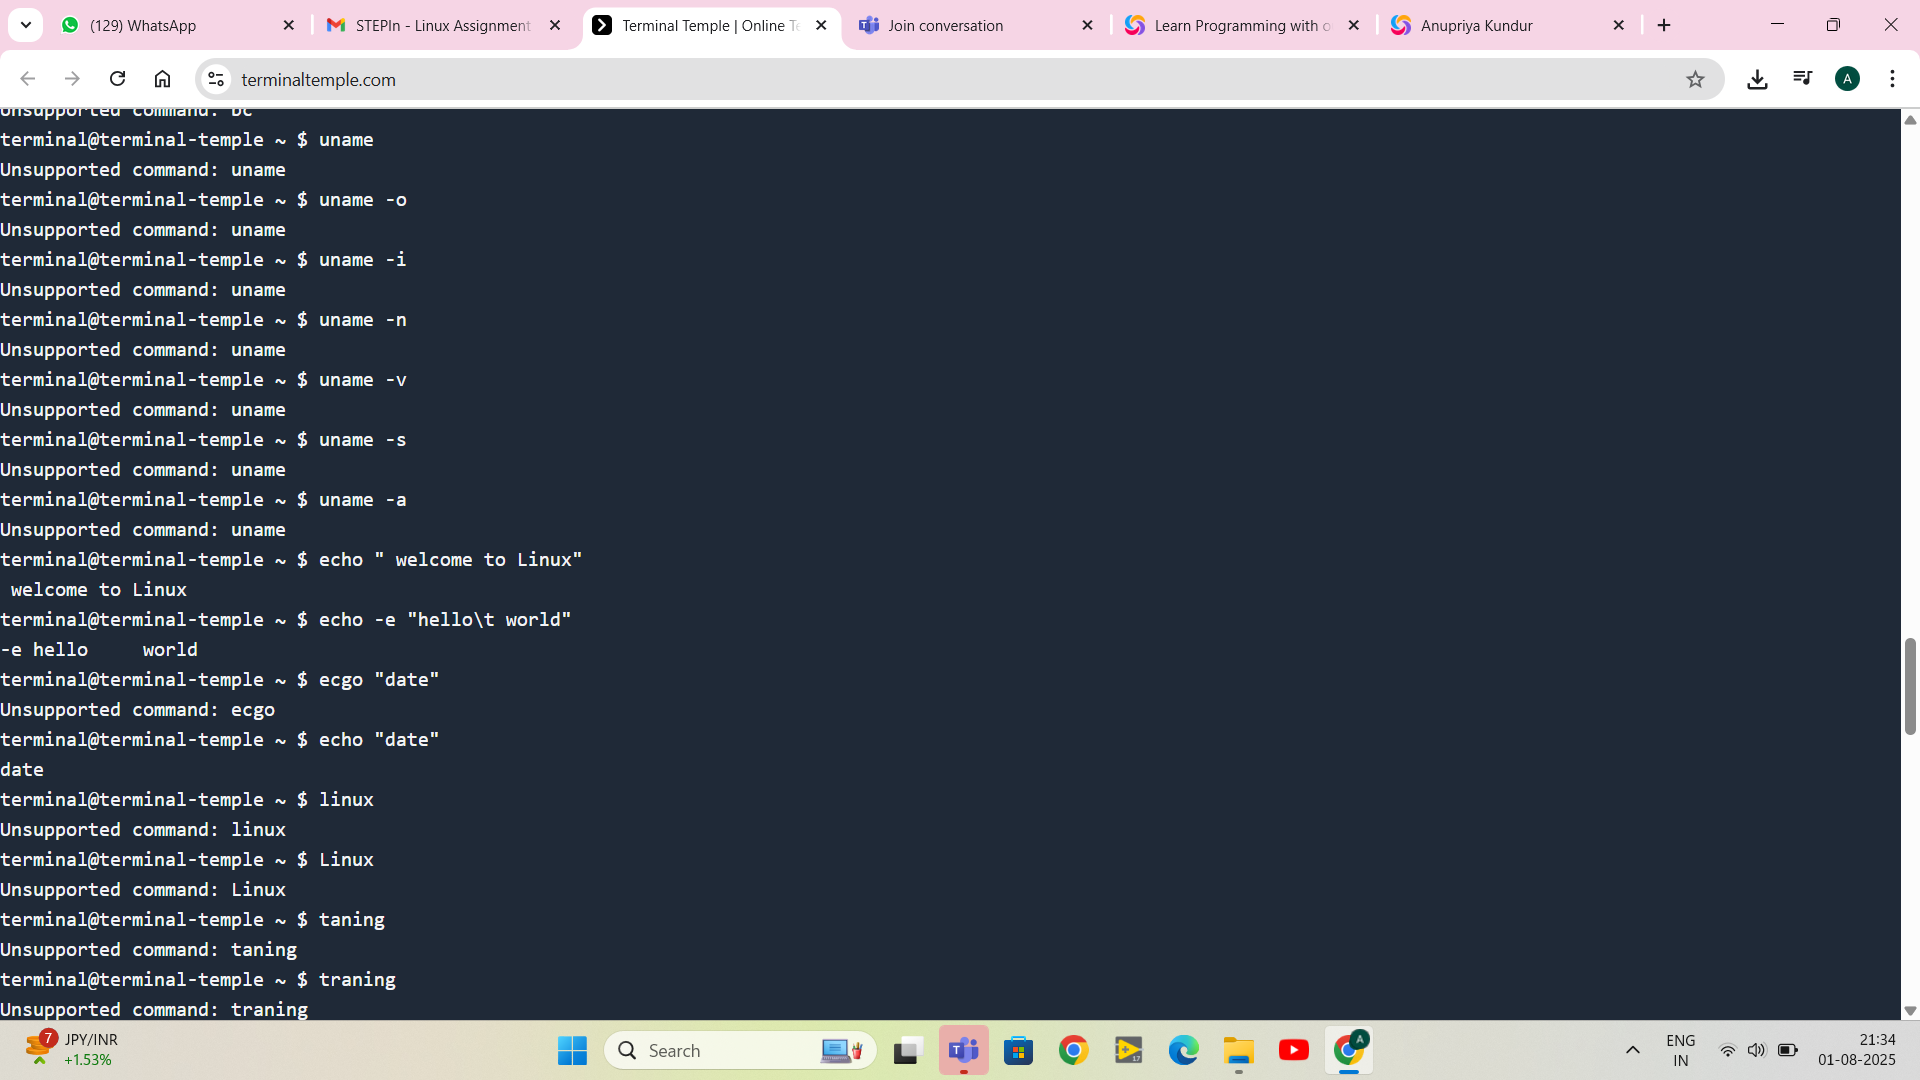 (129) WhatsApp
STEPIn - Linux Assignment
Terminal Temple | Online Te
Join conversation
Learn Programming with o
Anupriya Kundur
terminaltemple.com
A
Unsupported command: bc
terminal@terminal-temple ~ $ uname
Unsupported command: uname
terminal@terminal-temple ~ $ uname -o
Unsupported command: uname
terminal@terminal-temple ~ $ uname -i
Unsupported command: uname
terminal@terminal-temple ~ $ uname -n
Unsupported command: uname
terminal@terminal-temple ~ $ uname -v
Unsupported command: uname
terminal@terminal-temple ~ $ uname -s
Unsupported command: uname
terminal@terminal-temple ~ $ uname -a
Unsupported command: uname
terminal@terminal-temple ~ $ echo " welcome to Linux"
 welcome to Linux
terminal@terminal-temple ~ $ echo -e "hello\t world"
-e hello     world
terminal@terminal-temple ~ $ ecgo "date"
Unsupported command: ecgo
terminal@terminal-temple ~ $ echo "date"
date
terminal@terminal-temple ~ $ linux
Unsupported command: linux
terminal@terminal-temple ~ $ Linux
Unsupported command: Linux
terminal@terminal-temple ~ $ taning
Unsupported command: taning
terminal@terminal-temple ~ $ traning
Unsupported command: traning
7
JPY/INR
+1.53%
Search
17
A
ENG
IN
21:34
01-08-2025